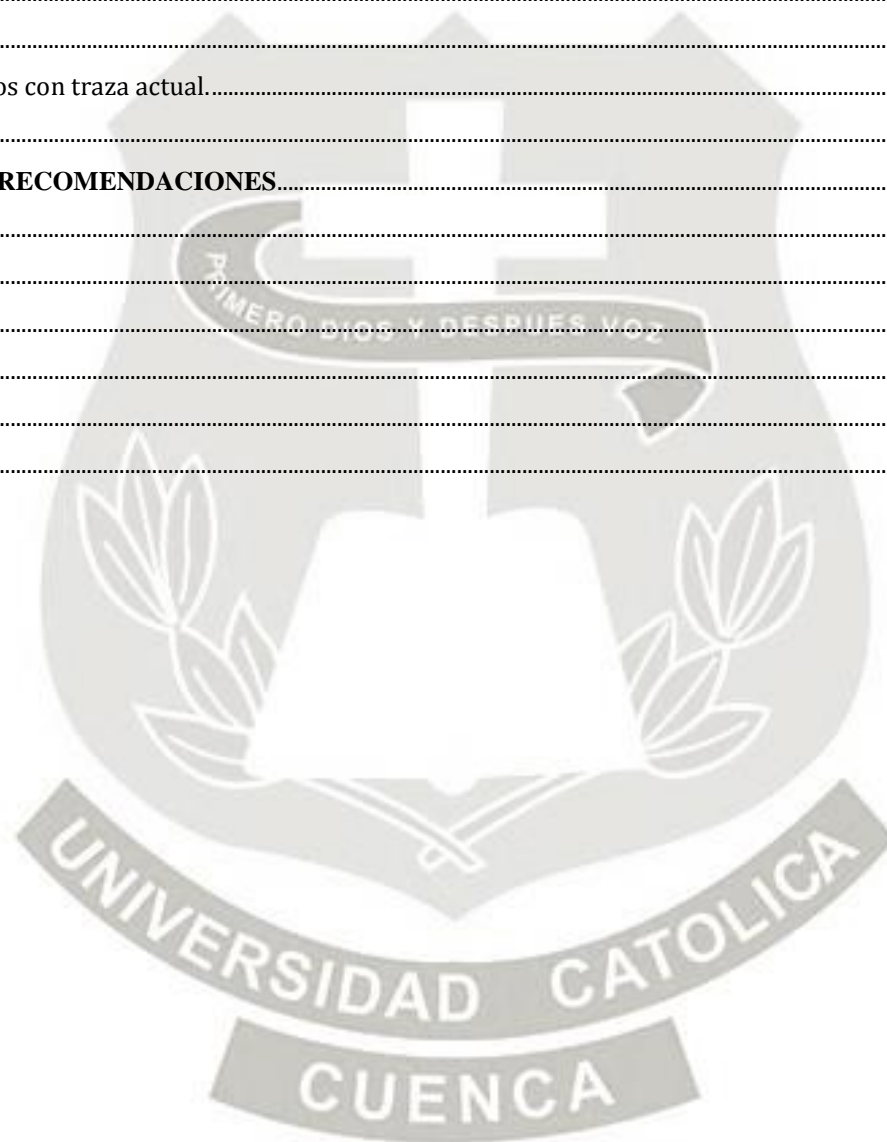 os con traza actual.
RECOMENDACIONES
PRIMERO DIOS Y DESPUES VOZ
UNIVERSIDAD CATOLICA
CUENCA